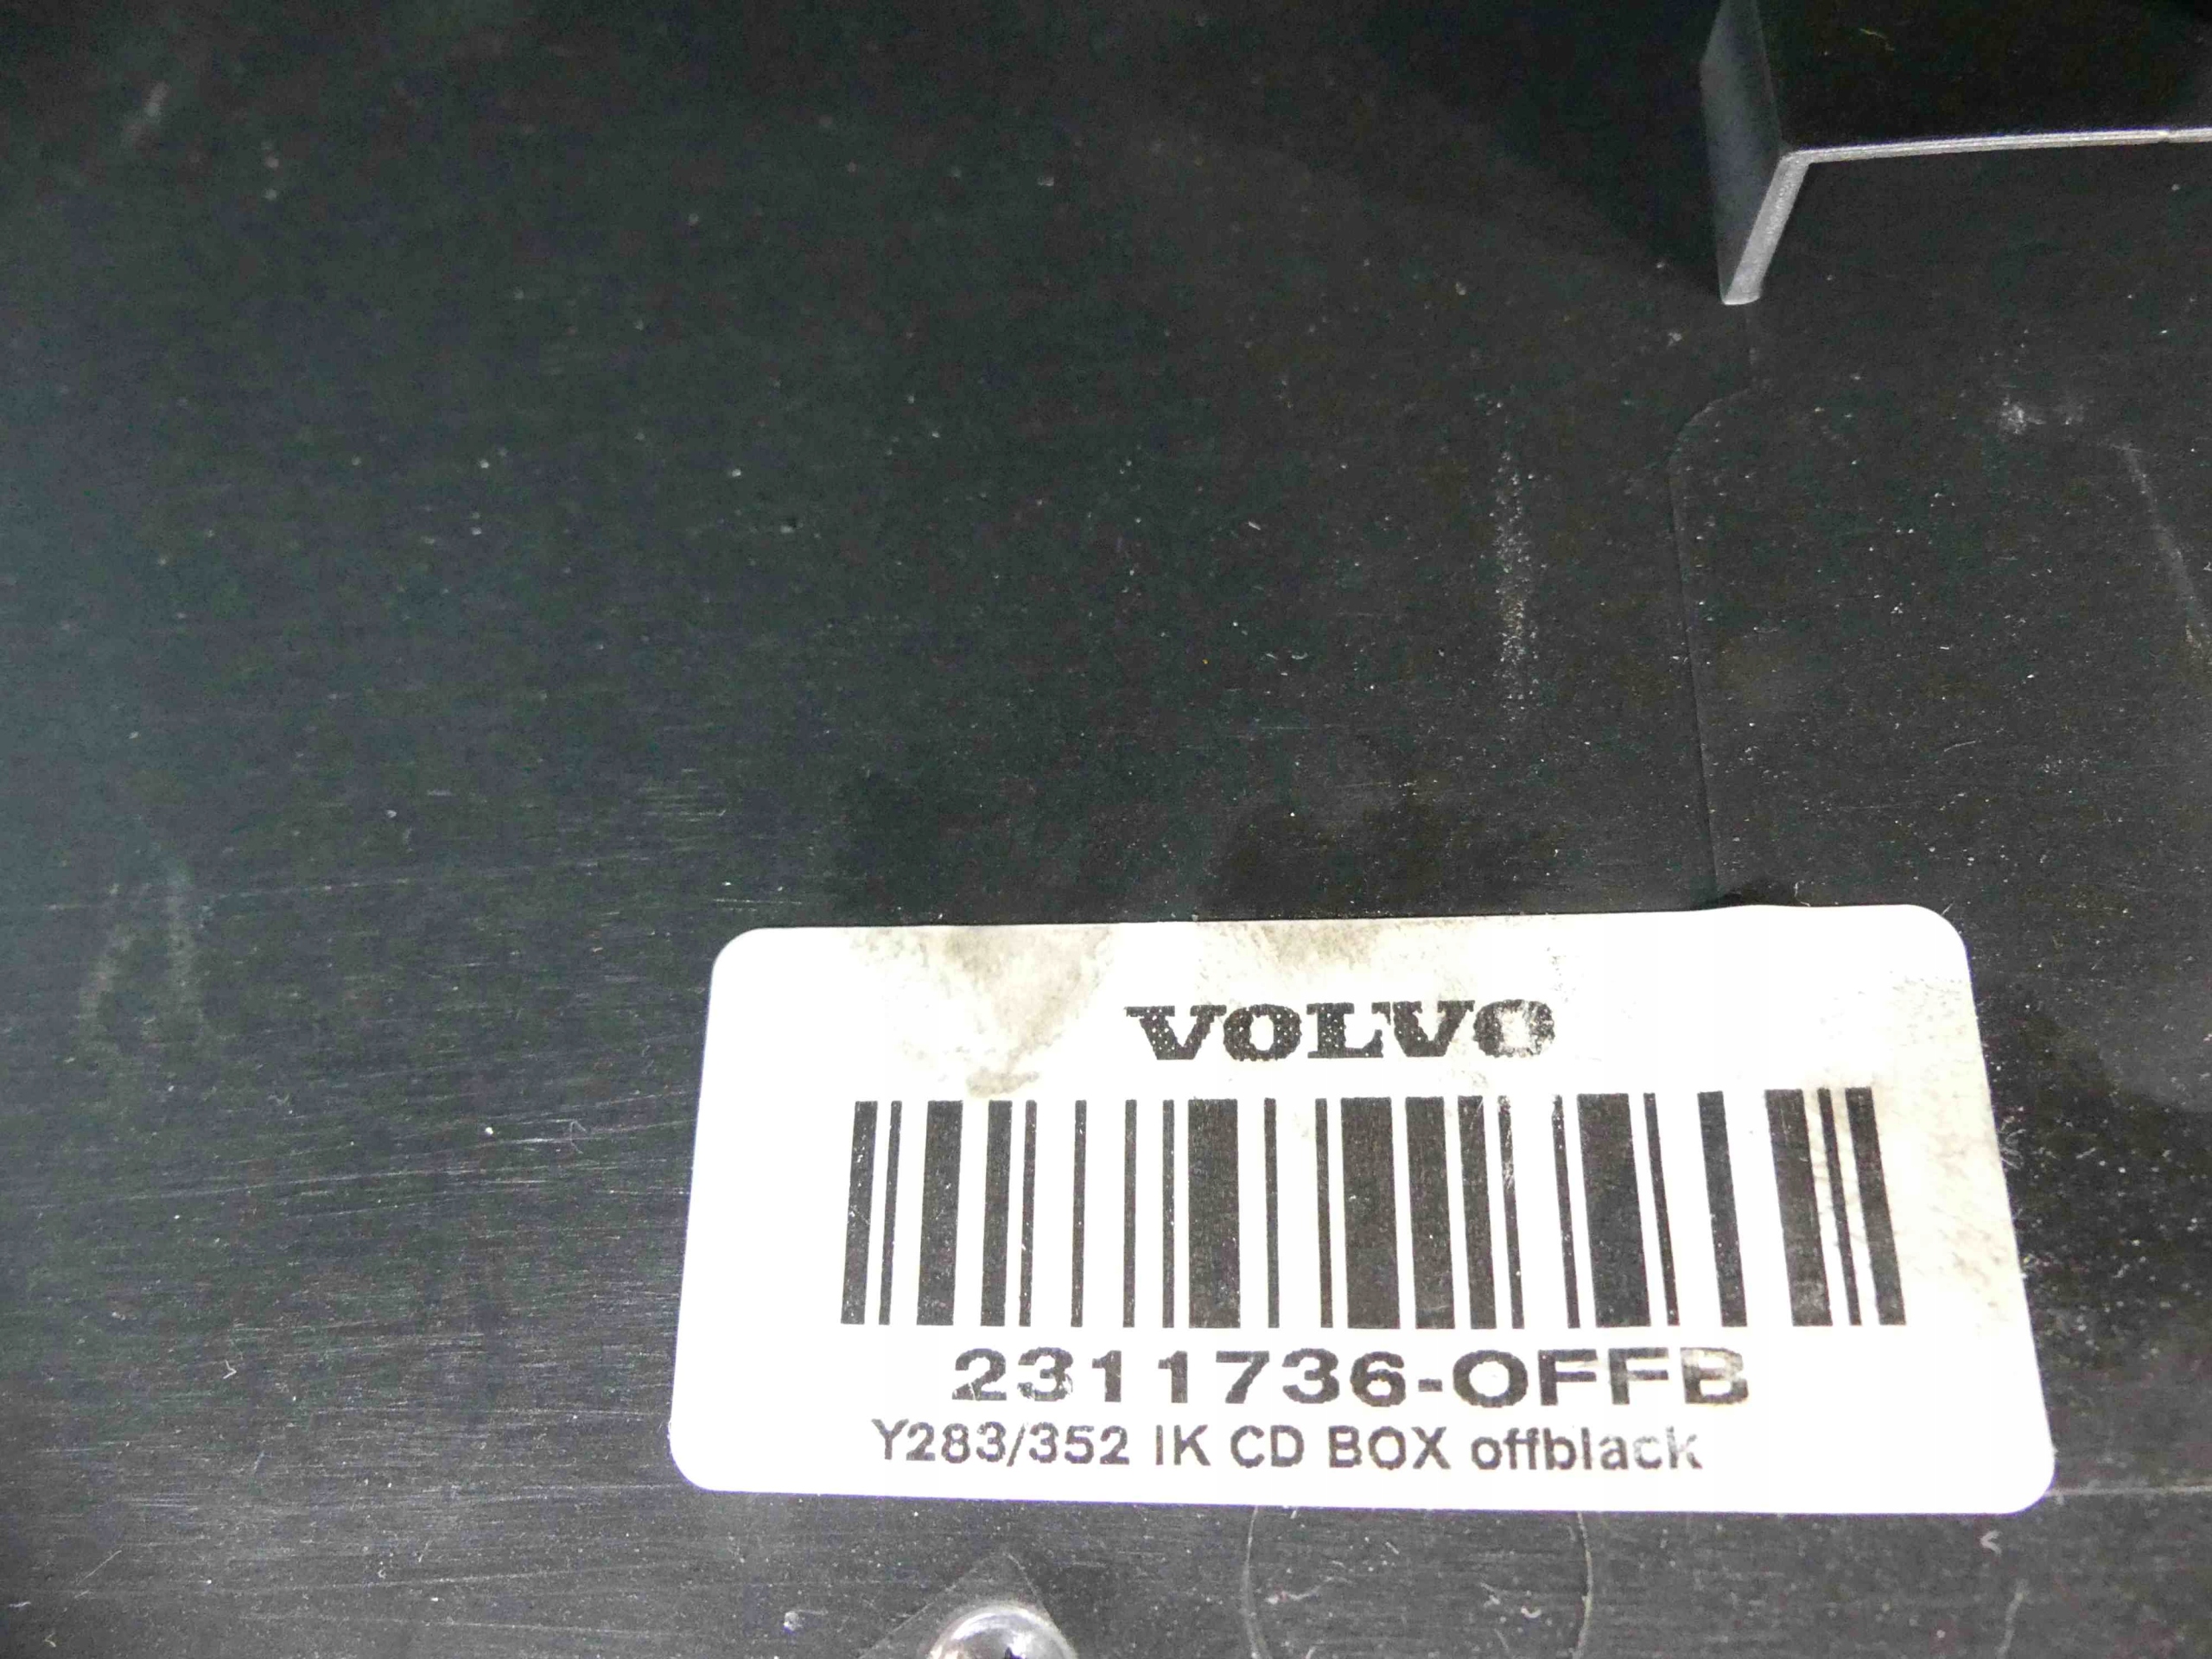 VOLVO
2311736-OFFB
Y283/352 IK CD BOX offblack